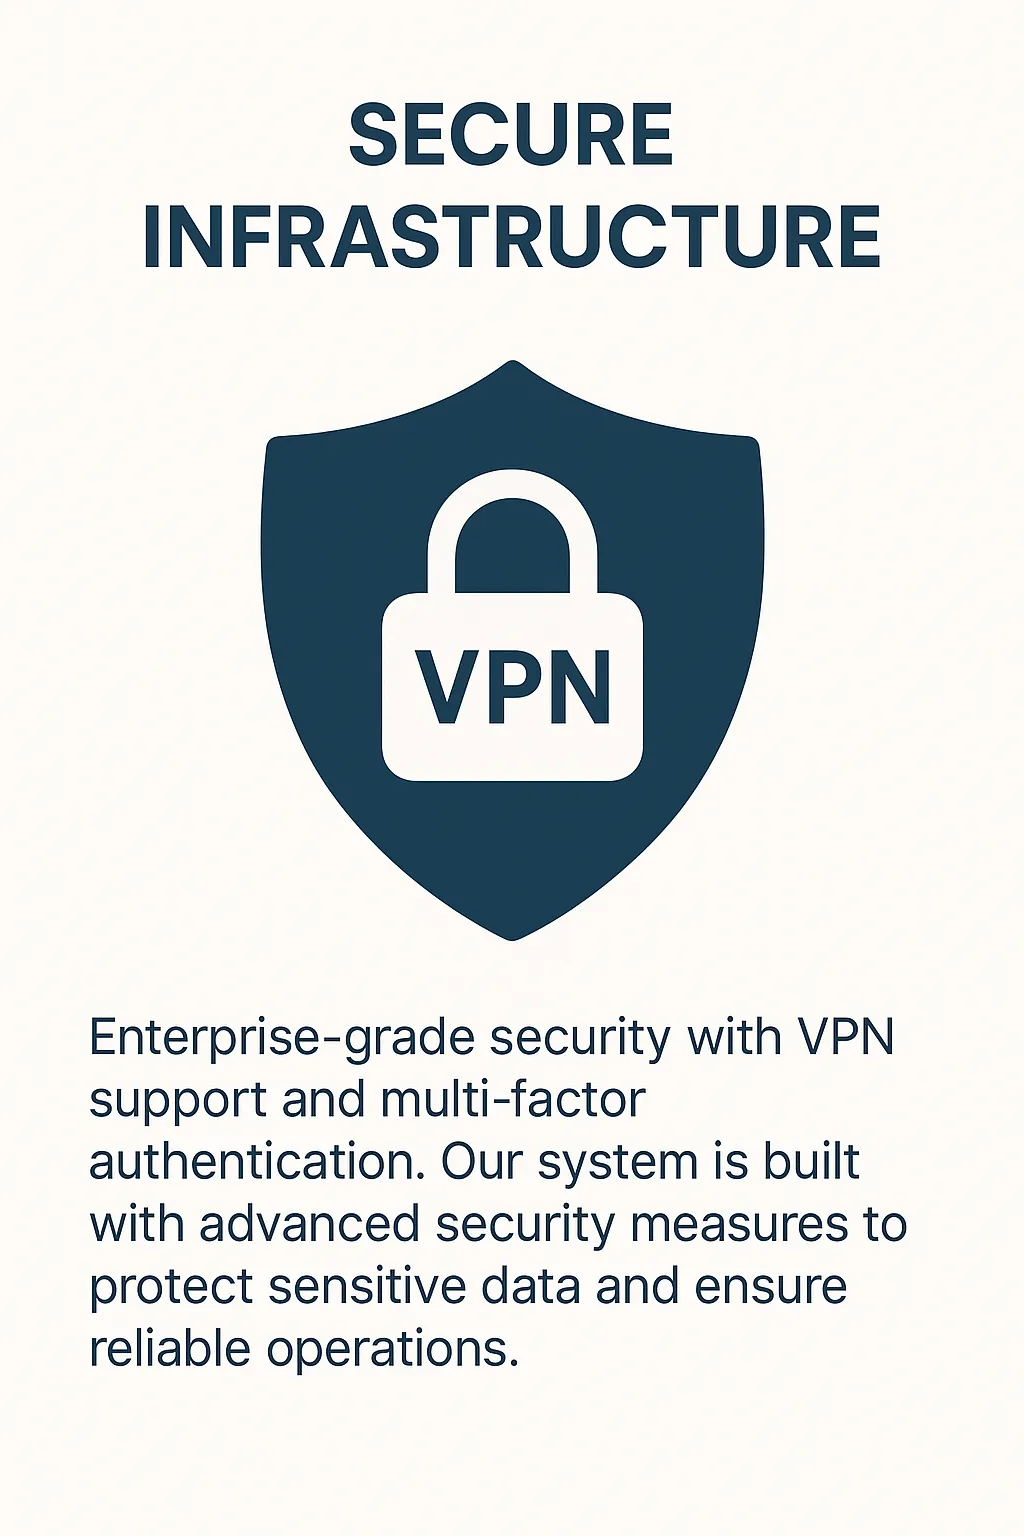 SECURE
INFRASTRUCTURE
VPN
Enterprise-grade security with VPN
support and multi-factor
authentication. Our system is built
with advanced security measures to
protect sensitive data and ensure
reliable operations.